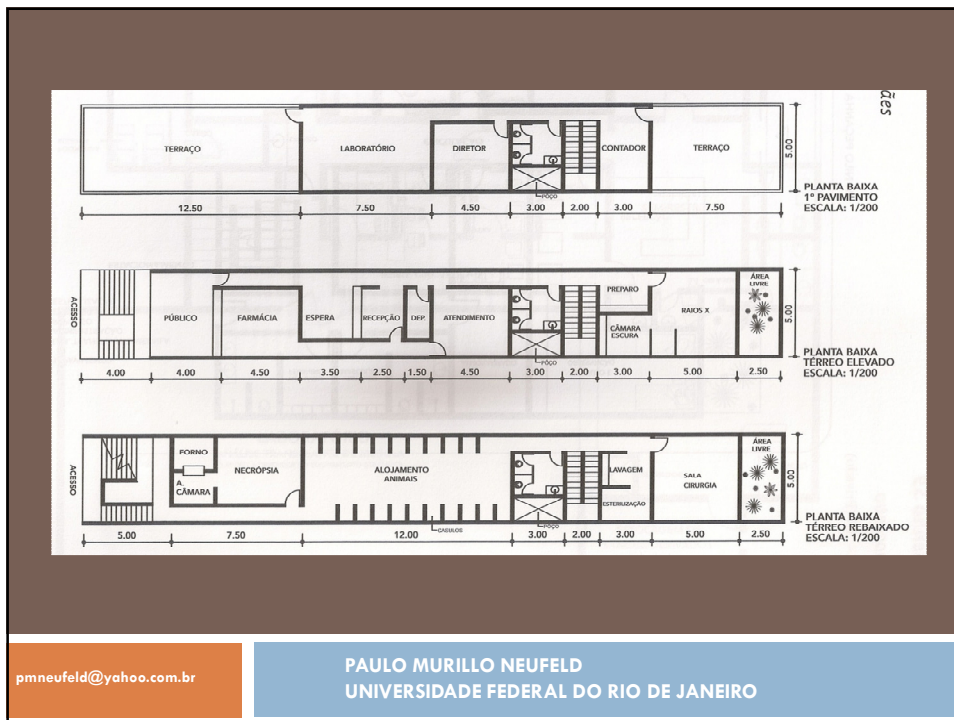 ães
TERRAÇO
LABORATÓRIO
DIRETOR
CONTADOR
TERRAÇO
PÔÇO
5.00
PLANTA BAIXA
1º PAVIMENTO
ESCALA: 1/200
12.50 7.50 4.50 3.00 2.00 3.00 7.50
ACESSO
PÚBLICO
FARMÁCIA
ESPERA
RECEPÇÃO
DEP.
ATENDIMENTO
PREPARO
CÂMARA
ESCURA
RAIOS X
ÁREA
LIVRE
PÔÇO
5.00
PLANTA BAIXA
TÉRREO ELEVADO
ESCALA: 1/200
4.00 4.00 4.50 3.50 2.50 1.50 4.50 3.00 2.00 3.00 5.00 2.50
ACESSO
FORNO
A.
CÂMARA
NECRÓPSIA
ALOJAMENTO
ANIMAIS
CASULOS
LAVAGEM
ESTERILIZAÇÃO
SALA
CIRURGIA
ÁREA
LIVRE
PÔÇO
5.00
PLANTA BAIXA
TÉRREO REBAIXADO
ESCALA: 1/200
5.00 7.50 12.00 3.00 2.00 3.00 5.00 2.50
pmneufeld@yahoo.com.br
PAULO MURILLO NEUFELD
UNIVERSIDADE FEDERAL DO RIO DE JANEIRO